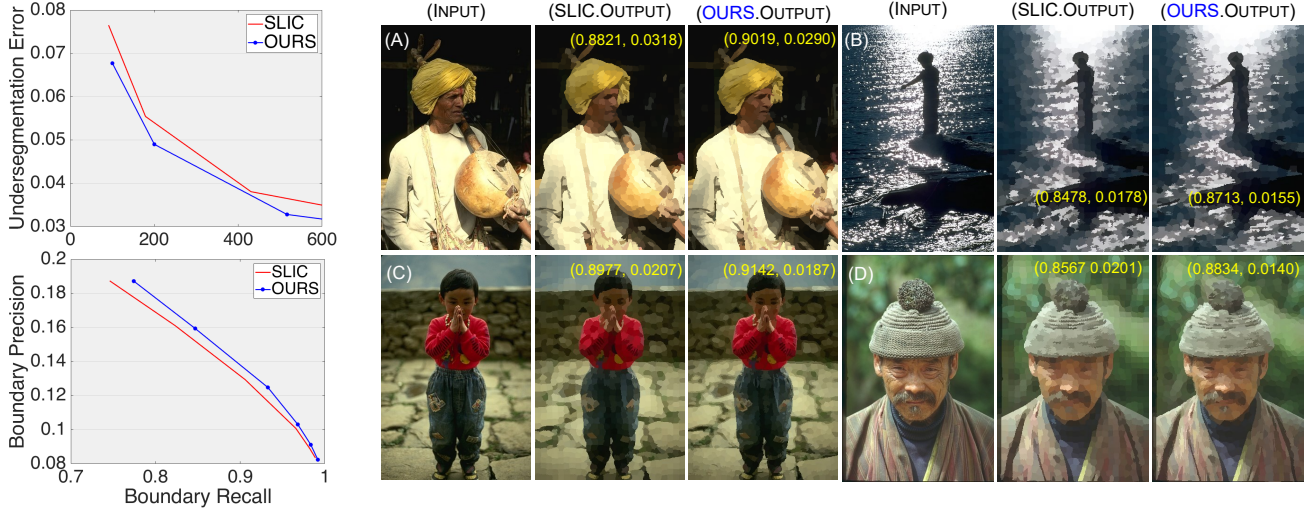 (INPUT) (SLIC.OUTPUT) (OURS.OUTPUT) (INPUT) (SLIC.OUTPUT) (OURS.OUTPUT)
Undersegmentation Error
0.08
0.07
0.06
0.05
0.04
0.03
0 200 400 600
SLIC
OURS
Boundary Precision
0.2
0.18
0.16
0.14
0.12
0.1
0.08
0.7 0.8 0.9 1
Boundary Recall
SLIC
OURS
(A) (0.8821, 0.0318) (0.9019, 0.0290)
(B) (0.8478, 0.0178) (0.8713, 0.0155)
(C) (0.8977, 0.0207) (0.9142, 0.0187)
(D) (0.8567 0.0201) (0.8834, 0.0140)